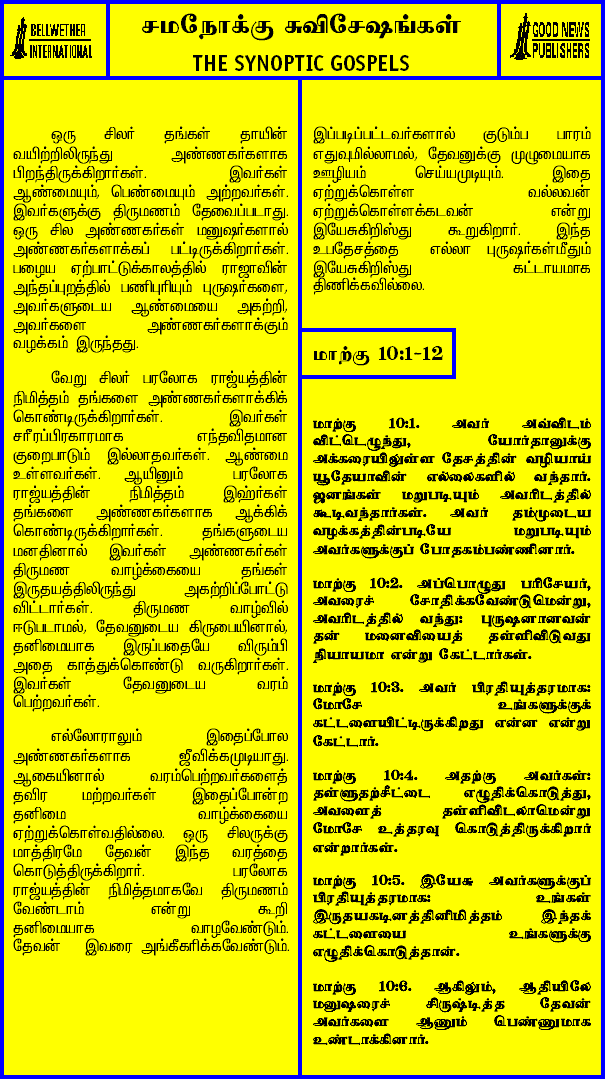 BELLWETHER
INTERNATIONAL
சமநோக்கு சுவிசேஷங்கள்
THE SYNOPTIC GOSPELS
GOOD NEWS
PUBLISHERS
ஒரு சிலர் தங்கள் தாயின்
வயிற்றிலிருந்து அண்ணகர்களாக
பிறந்திருக்கிறார்கள். இவர்கள்
ஆண்மையும், பெண்மையும் அற்றவர்கள்.
இவர்களுக்கு திருமணம் தேவைப்படாது.
ஒரு சில அண்ணகர்கள் மனுஷர்களால்
அண்ணகர்களாக்கப் பட்டிருக்கிறார்கள்.
பழைய ஏற்பாட்டுக்காலத்தில் ராஜாவின்
அந்தப்புறத்தில் பணிபுரியும் புருஷர்களை,
அவர்களுடைய ஆண்மையை அகற்றி,
அவர்களை அண்ணகர்களாக்கும்
வழக்கம் இருந்தது.
வேறு சிலர் பரலோக ராஜ்யத்தின்
நிமித்தம் தங்களை அண்ணகர்களாக்கிக்
கொண்டிருக்கிறார்கள். இவர்கள்
சரீரப்பிரகாரமாக எந்தவிதமான
குறைபாடும் இல்லாதவர்கள். ஆண்மை
உள்ளவர்கள். ஆயினும் பரலோக
ராஜ்யத்தின் நிமித்தம் இஹ்ர்கள்
தங்களை அண்ணகர்களாக ஆக்கிக்
கொண்டிருக்கிறார்கள். தங்களுடைய
மனதினால் இவர்கள் அண்ணகர்கள்
திருமண வாழ்க்கையை தங்கள்
இருதயத்திலிருந்து அகற்றிப்போட்டு
விட்டார்கள். திருமண வாழ்வில்
ஈடுபடாமல், தேவனுடைய கிருபையினால்,
தனிமையாக இருப்பதையே விரும்பி
அதை காத்துக்கொண்டு வருகிறார்கள்.
இவர்கள் தேவனுடைய வரம்
பெற்றவர்கள்.
எல்லோராலும் இதைப்போல
அண்ணகர்களாக ஜீவிக்கமுடியாது.
ஆகையினால் வரம்பெற்றவர்களைத்
தவிர மற்றவர்கள் இதைப்போன்ற
தனிமை வாழ்க்கையை
ஏற்றுக்கொள்வதில்லை. ஒரு சிலருக்கு
மாத்திரமே தேவன் இந்த வரத்தை
கொடுத்திருக்கிறார். பரலோக
ராஜ்யத்தின் நிமித்தமாகவே திருமணம்
வேண்டாம் என்று கூறி
தனிமையாக வாழவேண்டும்.
தேவன் இவரை அங்கீகரிக்கவேண்டும்.
இப்படிப்பட்டவர்களால் குடும்ப பாரம்
எதுவுமில்லாமல், தேவனுக்கு முழுமையாக
ஊழியம் செய்யமுடியும். இதை
ஏற்றுக்கொள்ள வல்லவன்
ஏற்றுக்கொள்ளக்கடவன் என்று
இயேசுகிறிஸ்து கூறுகிறார். இந்த
உபதேசத்தை எல்லா புருஷர்கள்மீதும்
இயேசுகிறிஸ்து கட்டாயமாக
திணிக்கவில்லை.
மாற்கு 10:1-12
மாற்கு 10:1. அவர் அவ்விடம்
விட்டெழுந்து, யோர்தானுக்கு
அக்கரையிலுள்ள தேசத்தின் வழியாய்
யூதேயாவின் எல்லைகளில் வந்தார்.
ஜனங்கள் மறுபடியும் அவரிடத்தில்
கூடிவந்தார்கள். அவர் தம்முடைய
வழக்கத்தின்படியே மறுபடியும்
அவர்களுக்குப் போதகம்பண்ணினார்.
மாற்கு 10:2. அப்பொழுது பரிசேயர்,
அவரைச் சோதிக்கவேண்டுமென்று,
அவரிடத்தில் வந்து: புருஷனானவன்
தன் மனைவியைத் தள்ளிவிடுவது
நியாயமா என்று கேட்டார்கள்.
மாற்கு 10:3. அவர் பிரதியுத்தரமாக:
மோசே உங்களுக்குக்
கட்டளையிட்டிருக்கிறது என்ன என்று
கேட்டார்.
மாற்கு 10:4. அதற்கு அவர்கள்:
தள்ளுதற்சீட்டை எழுதிக்கொடுத்து,
அவளைத் தள்ளிவிடலாமென்று
மோசே உத்தரவு கொடுத்திருக்கிறார்
என்றார்கள்.
மாற்கு 10:5. இயேசு அவர்களுக்குப்
பிரதியுத்தரமாக: உங்கள்
இருதயகடினத்தினிமித்தம் இந்தக்
கட்டளையை உங்களுக்கு
எழுதிக்கொடுத்தான்.
மாற்கு 10:6. ஆகிலும், ஆதியிலே
மனுஷரைச் சிருஷ்டித்த தேவன்
அவர்களை ஆணும் பெண்ணுமாக
உண்டாக்கினார்.